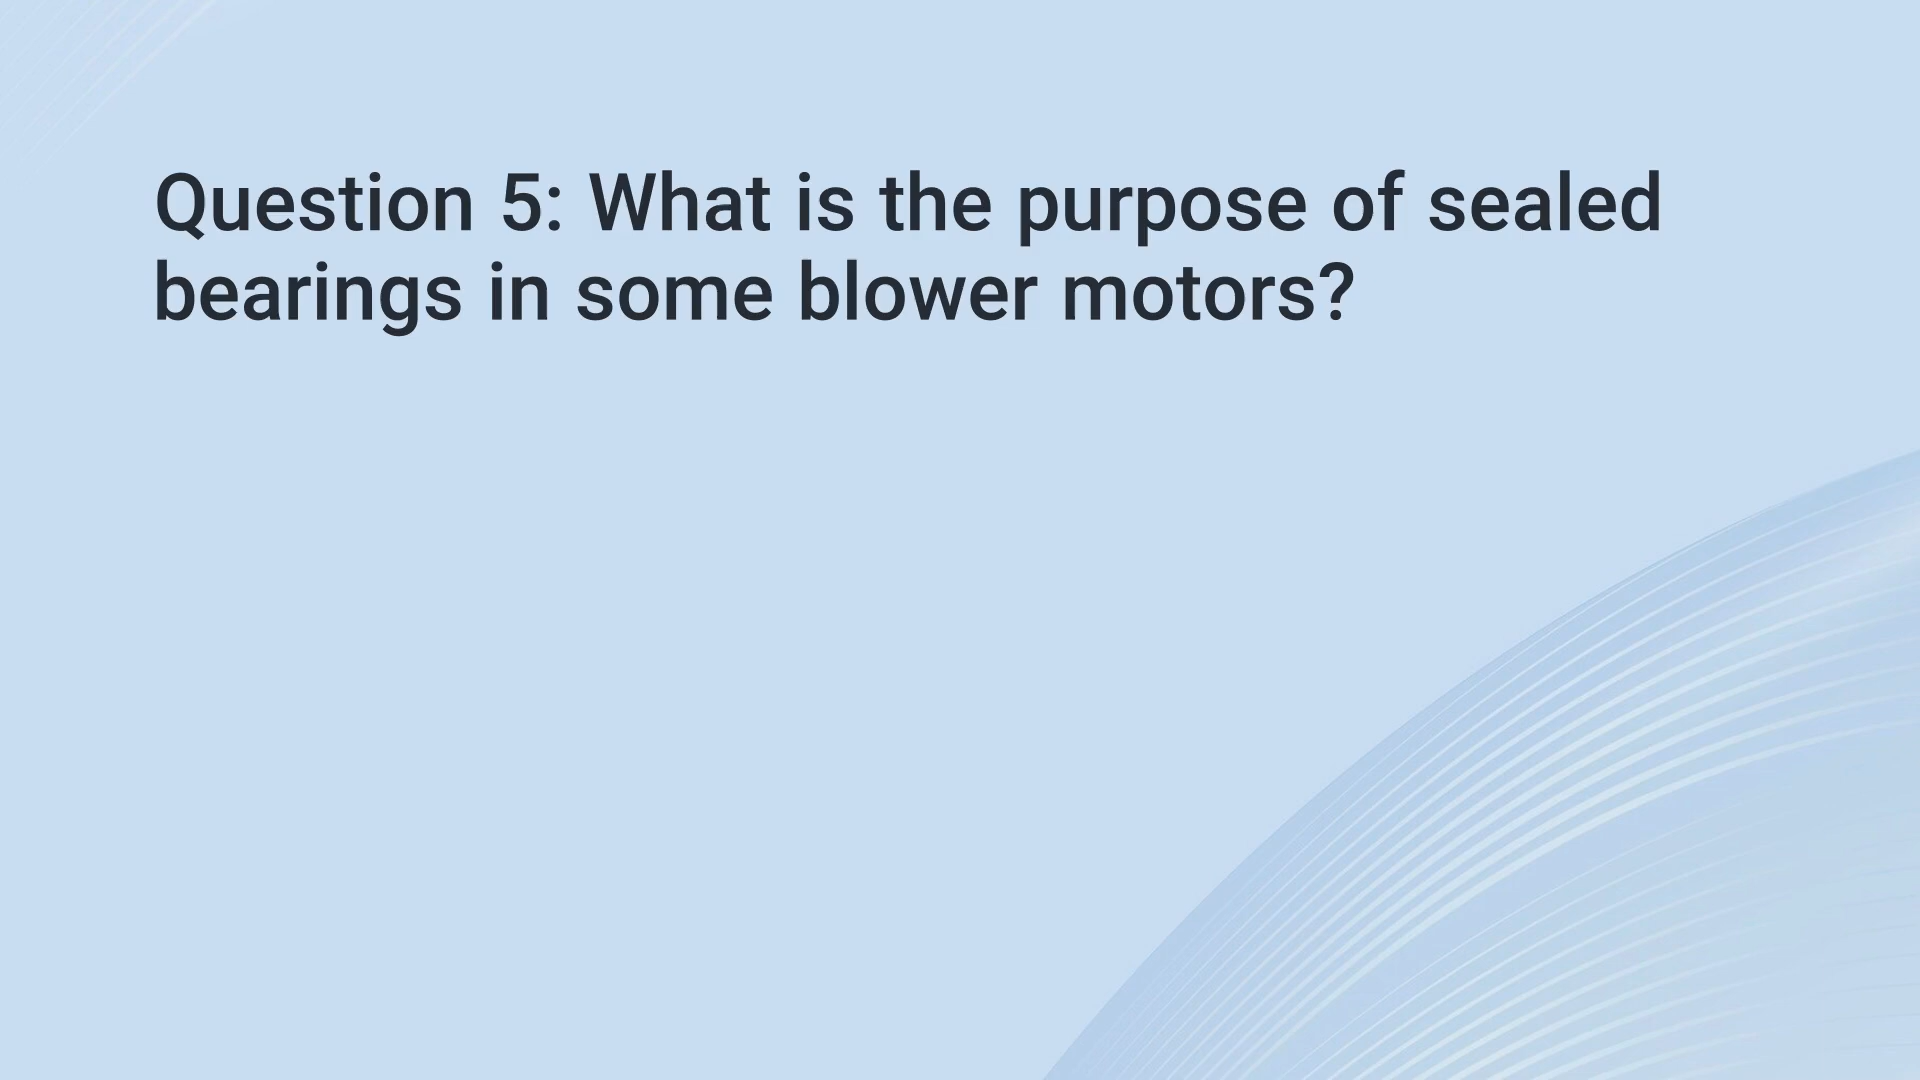 Question 5: What is the purpose of sealed
bearings in some blower motors?